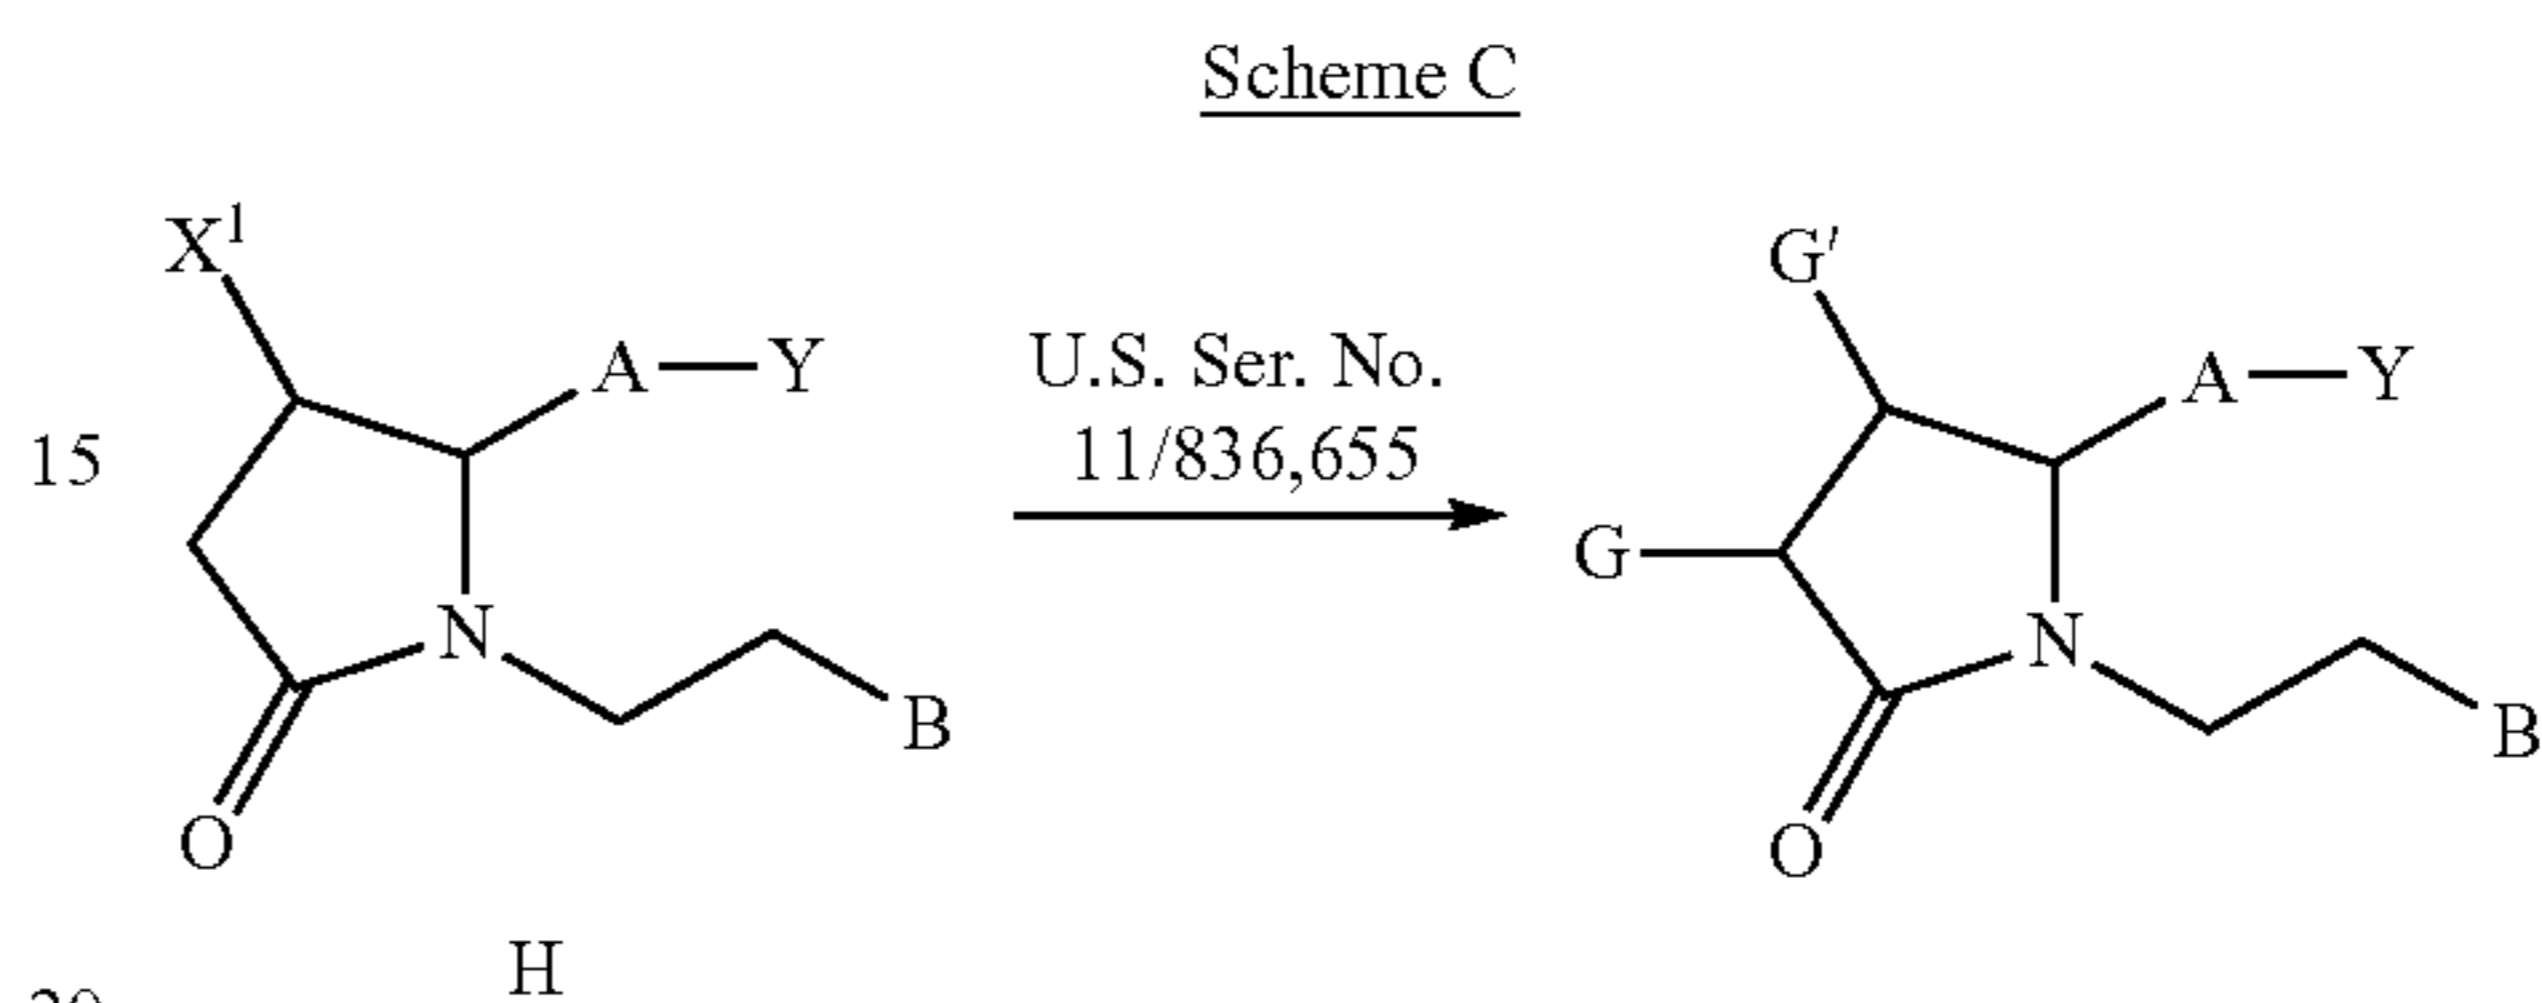 Scheme C
X1
A—Y
15
N
B
O
H
U.S. Ser. No.
11/836,655
G'
A—Y
G
N
B
O